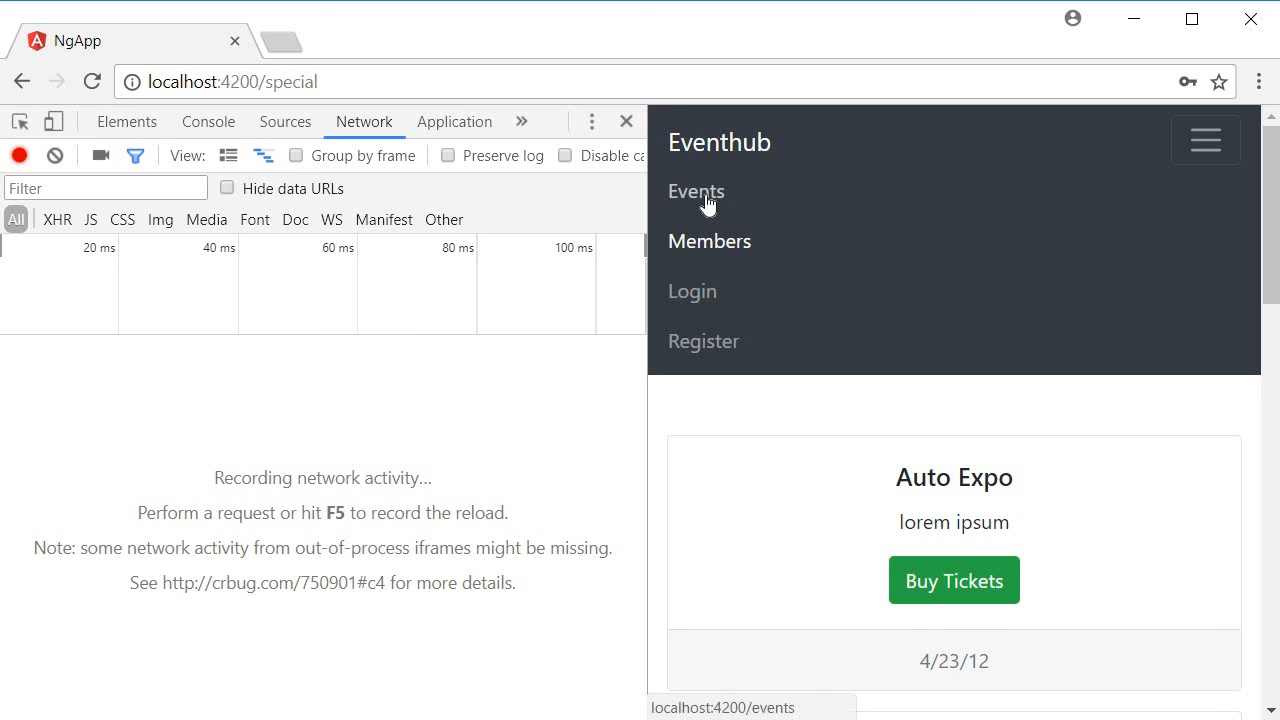 NgApp
localhost:4200/special
Elements Console Sources Network Application »
View: Group by frame Preserve log Disable ca
Filter Hide data URLs
All XHR JS CSS Img Media Font Doc WS Manifest Other
20 ms 40 ms 60 ms 80 ms 100 ms
Recording network activity...
Perform a request or hit F5 to record the reload.
Note: some network activity from out-of-process iframes might be missing.
See http://crbug.com/750901#c4 for more details.
Eventhub
Events
Members
Login
Register
Auto Expo
lorem ipsum
Buy Tickets
4/23/12
localhost:4200/events